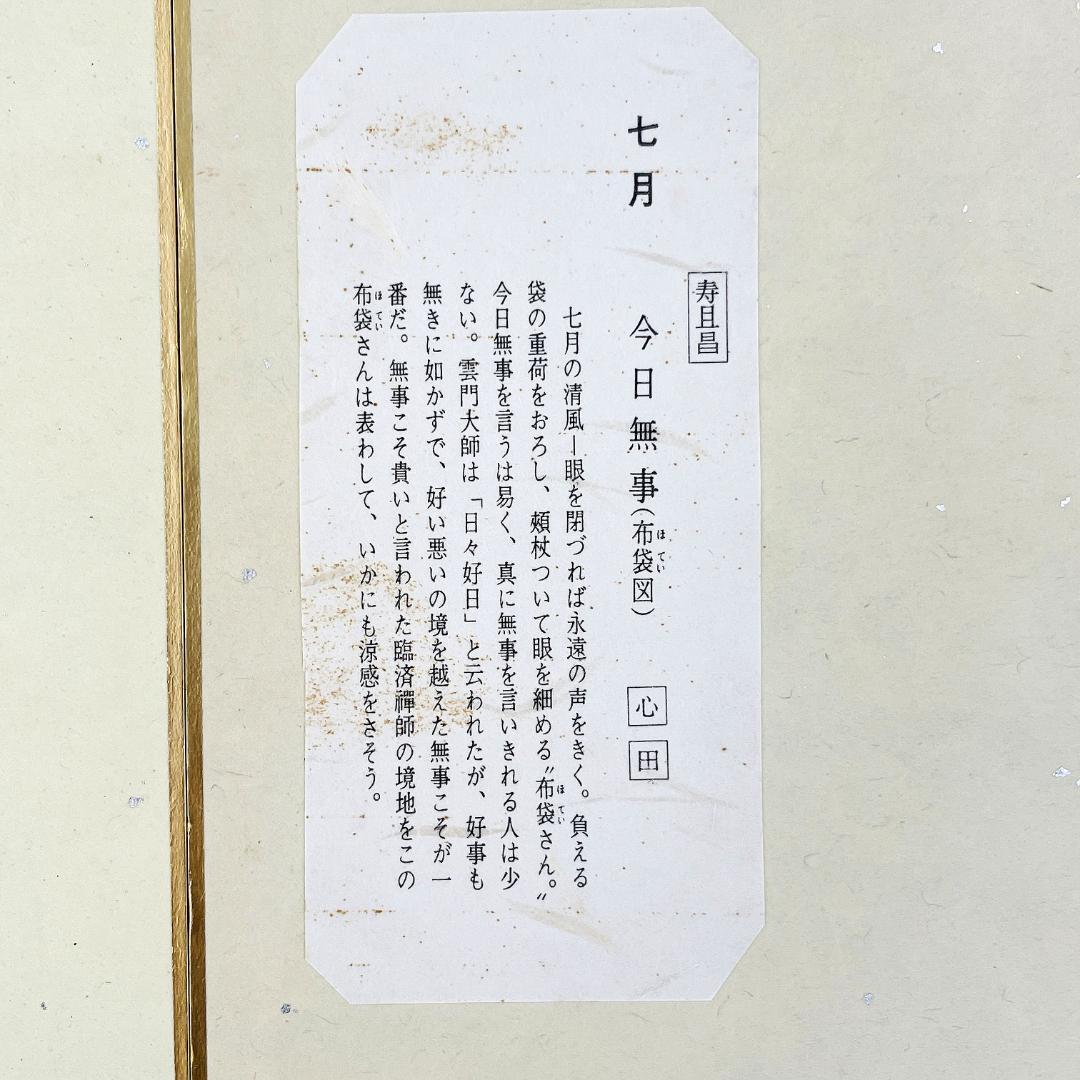 寿且昌
七月 今日無事(布袋図) 心 田
七月の清風―眼を閉づれば永遠の声をきく。負える
袋の重荷をおろし、頬杖ついて眼を細める〝布袋さん。〟
今日無事を言うは易く、真に無事を言いきれる人は少
ない。雲門大師は「日々好日」と云われたが、好事も
無きに如かずで、好い悪いの境を越えた無事こそが一
番だ。無事こそ貴いと言われた臨済禪師の境地をこの
布袋さんは表わして、いかにも涼感をさそう。